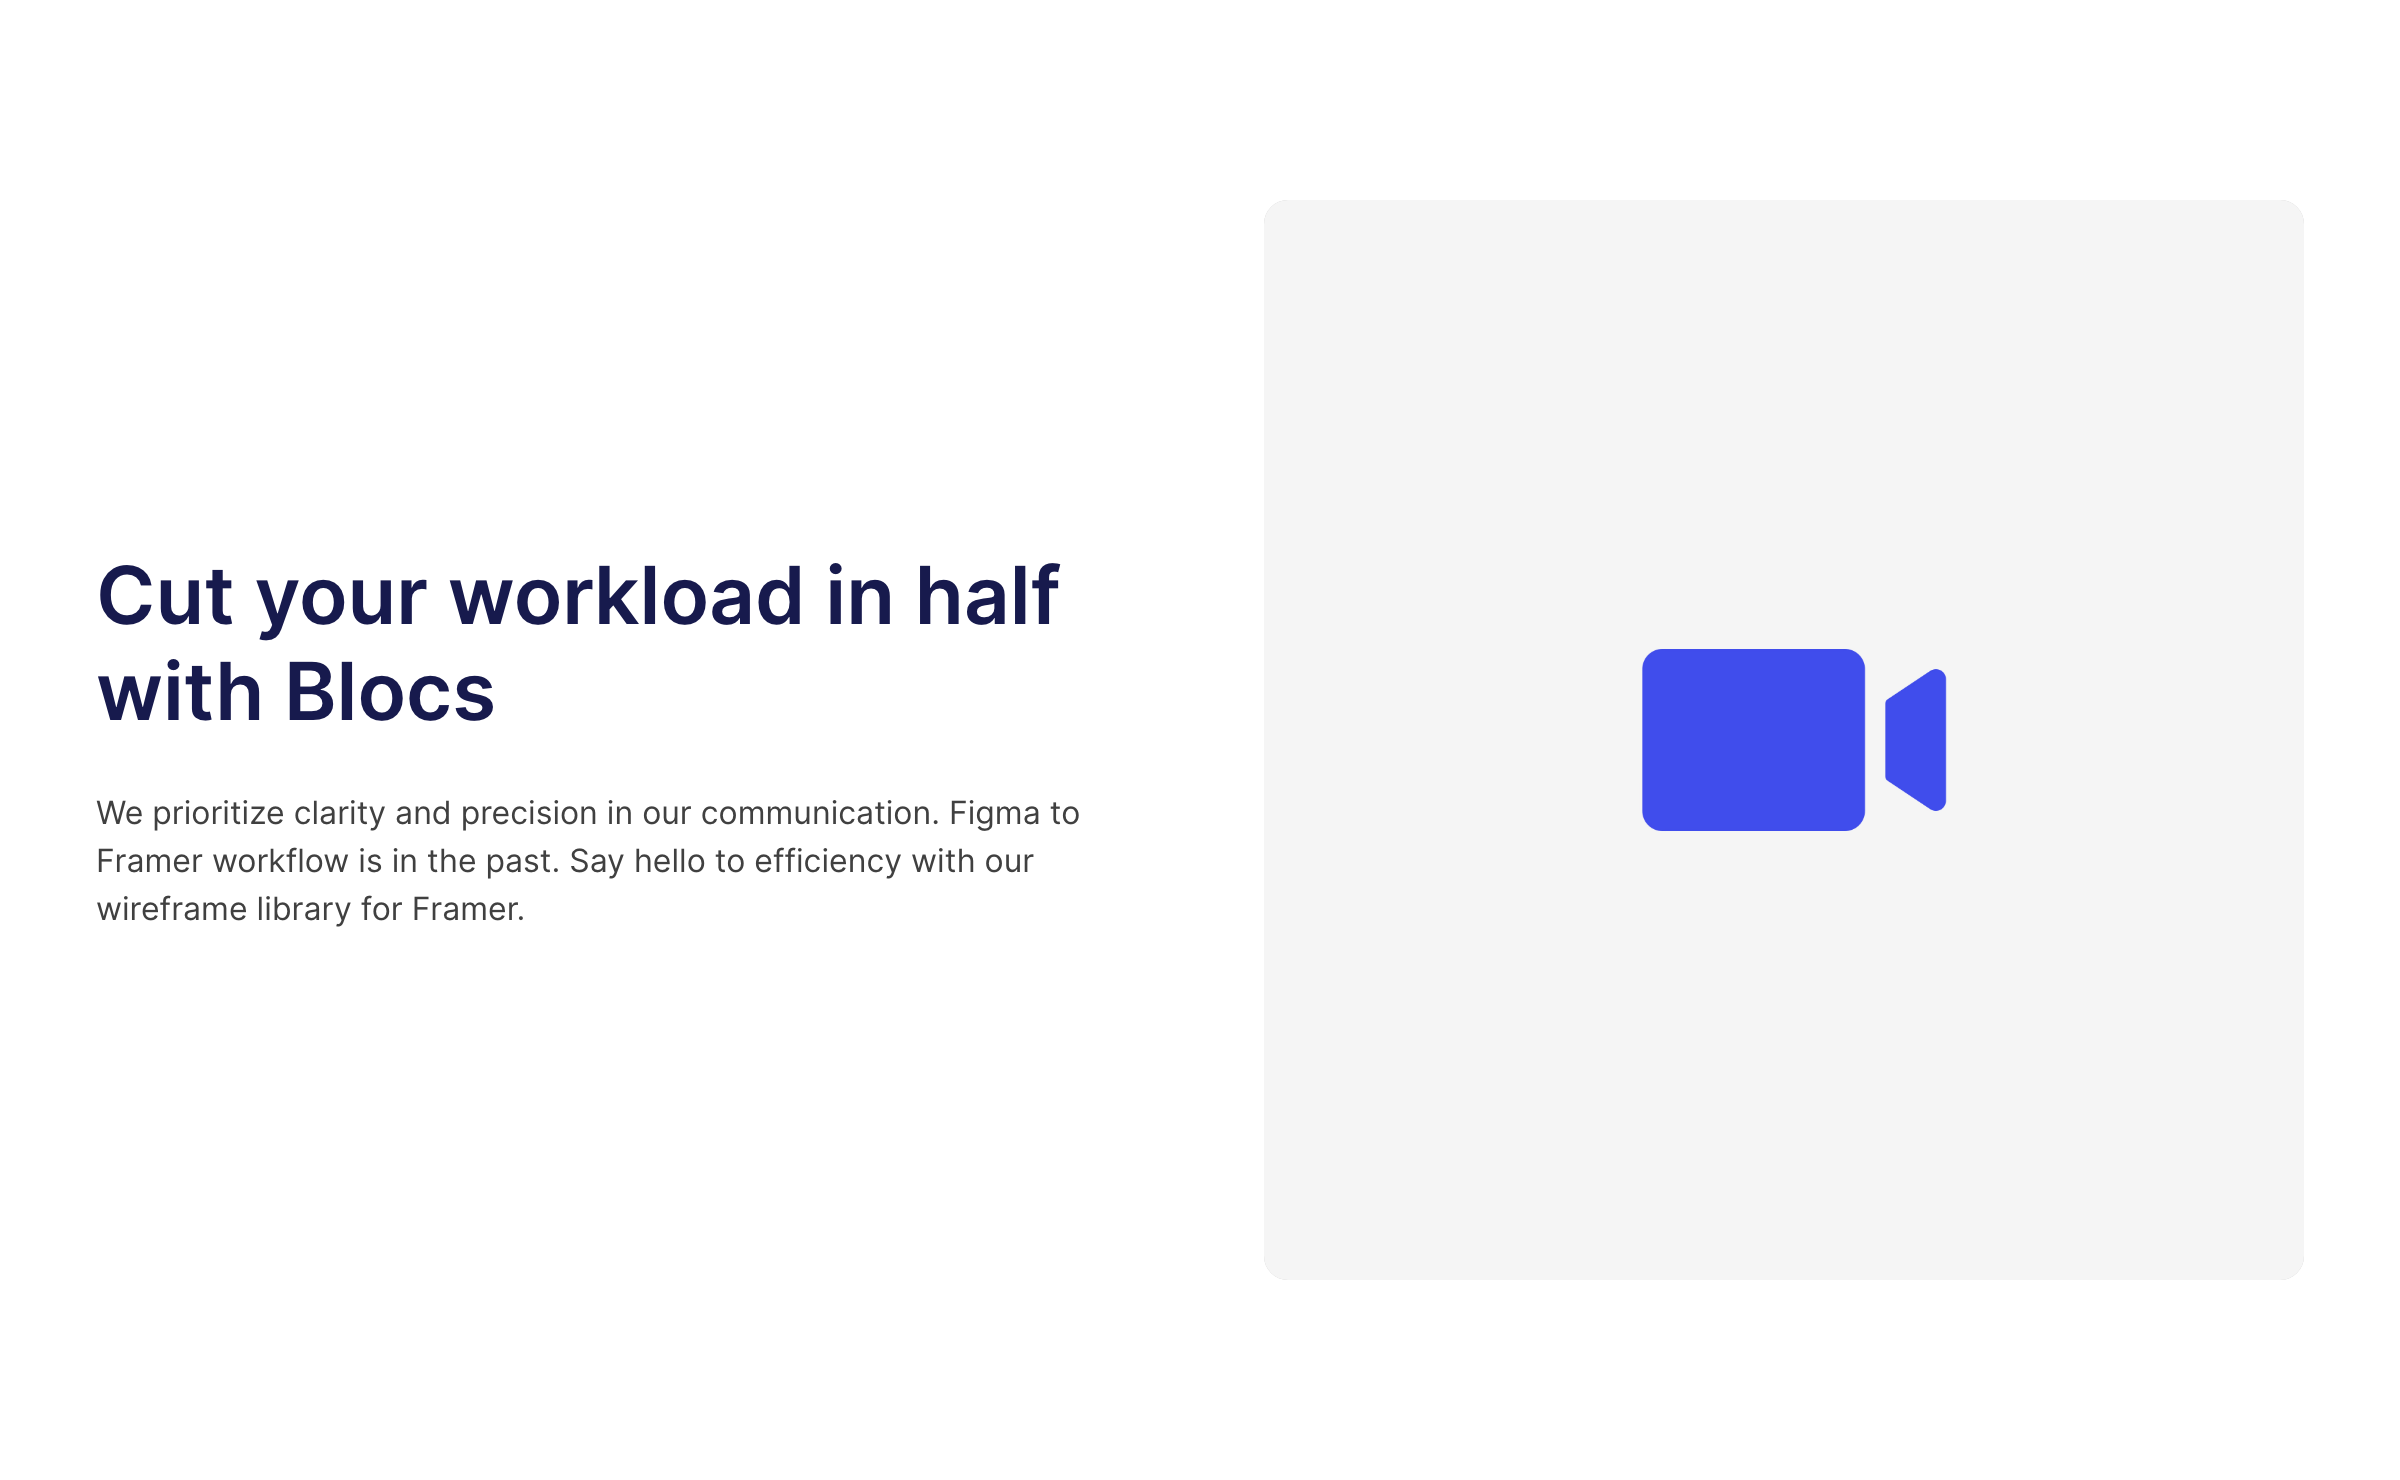 Cut your workload in half
with Blocs
We prioritize clarity and precision in our communication. Figma to
Framer workflow is in the past. Say hello to efficiency with our
wireframe library for Framer.